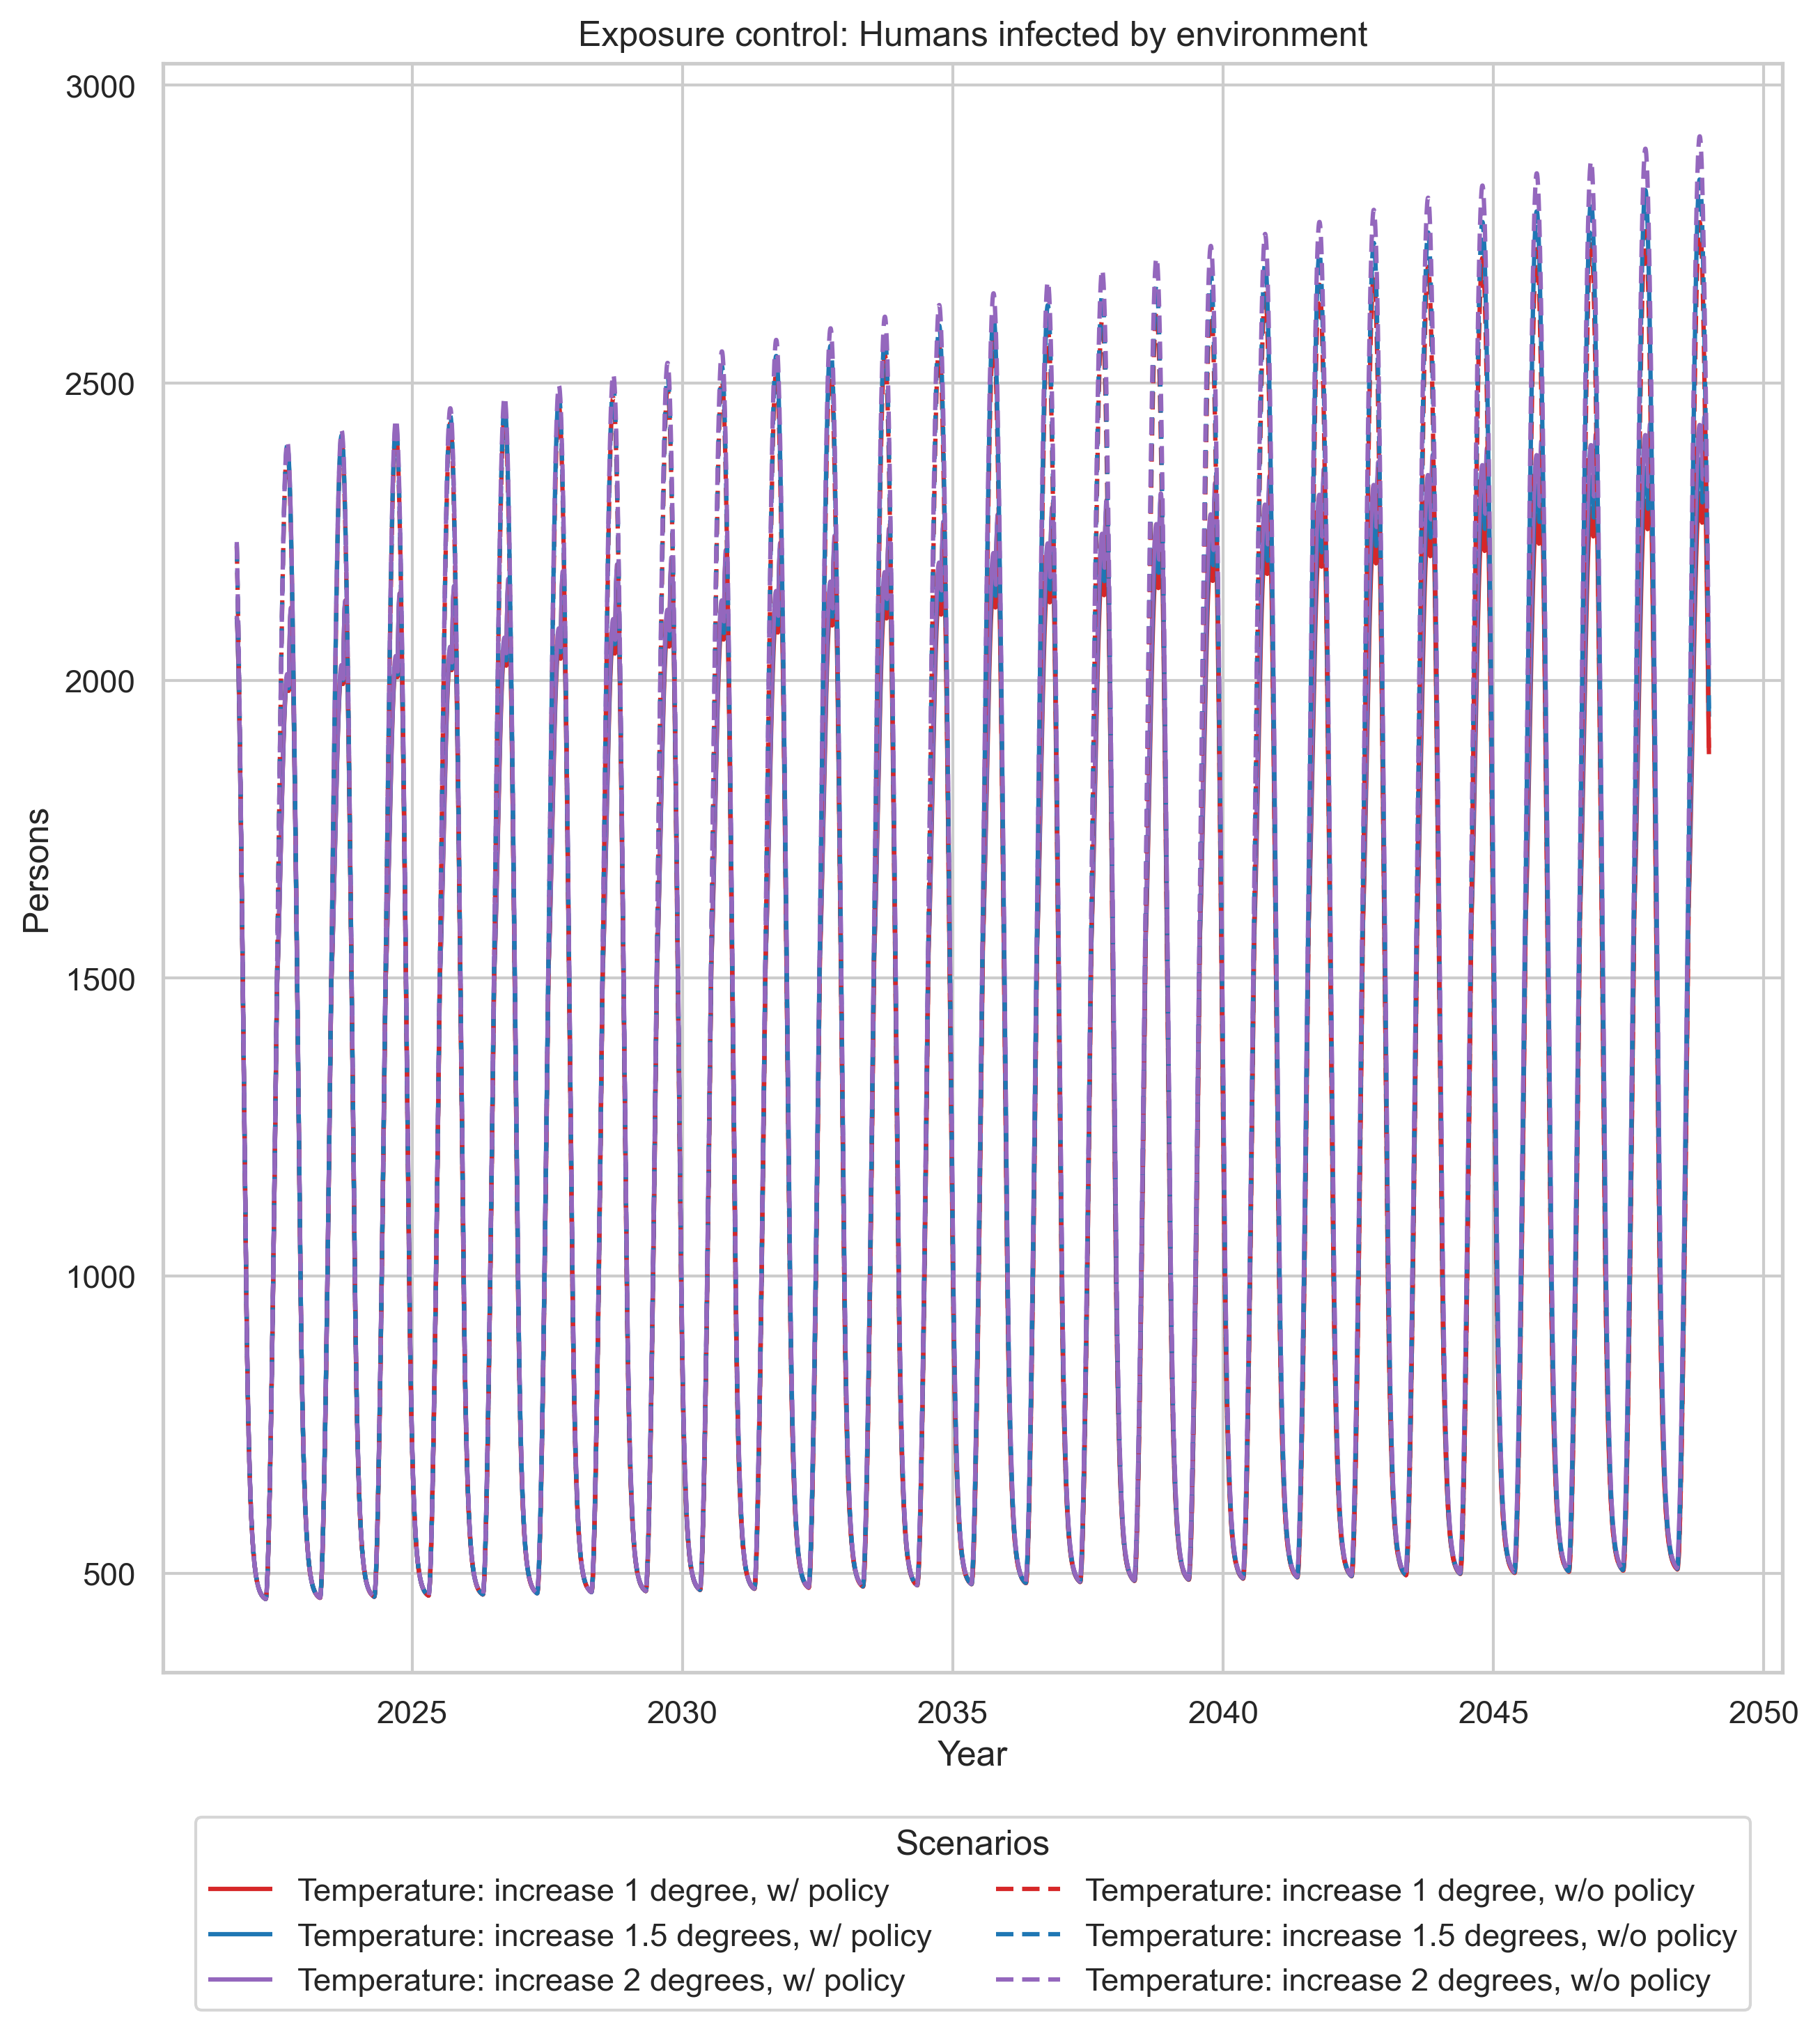 Exposure control: Humans infected by environment
3000
2500
2000
1500
1000
500
Persons
2025
2030
2035
2040
2045
2050
Year
Scenarios
Temperature: increase 1 degree, w/ policy
Temperature: increase 1.5 degrees, w/ policy
Temperature: increase 2 degrees, w/ policy
Temperature: increase 1 degree, w/o policy
Temperature: increase 1.5 degrees, w/o policy
Temperature: increase 2 degrees, w/o policy